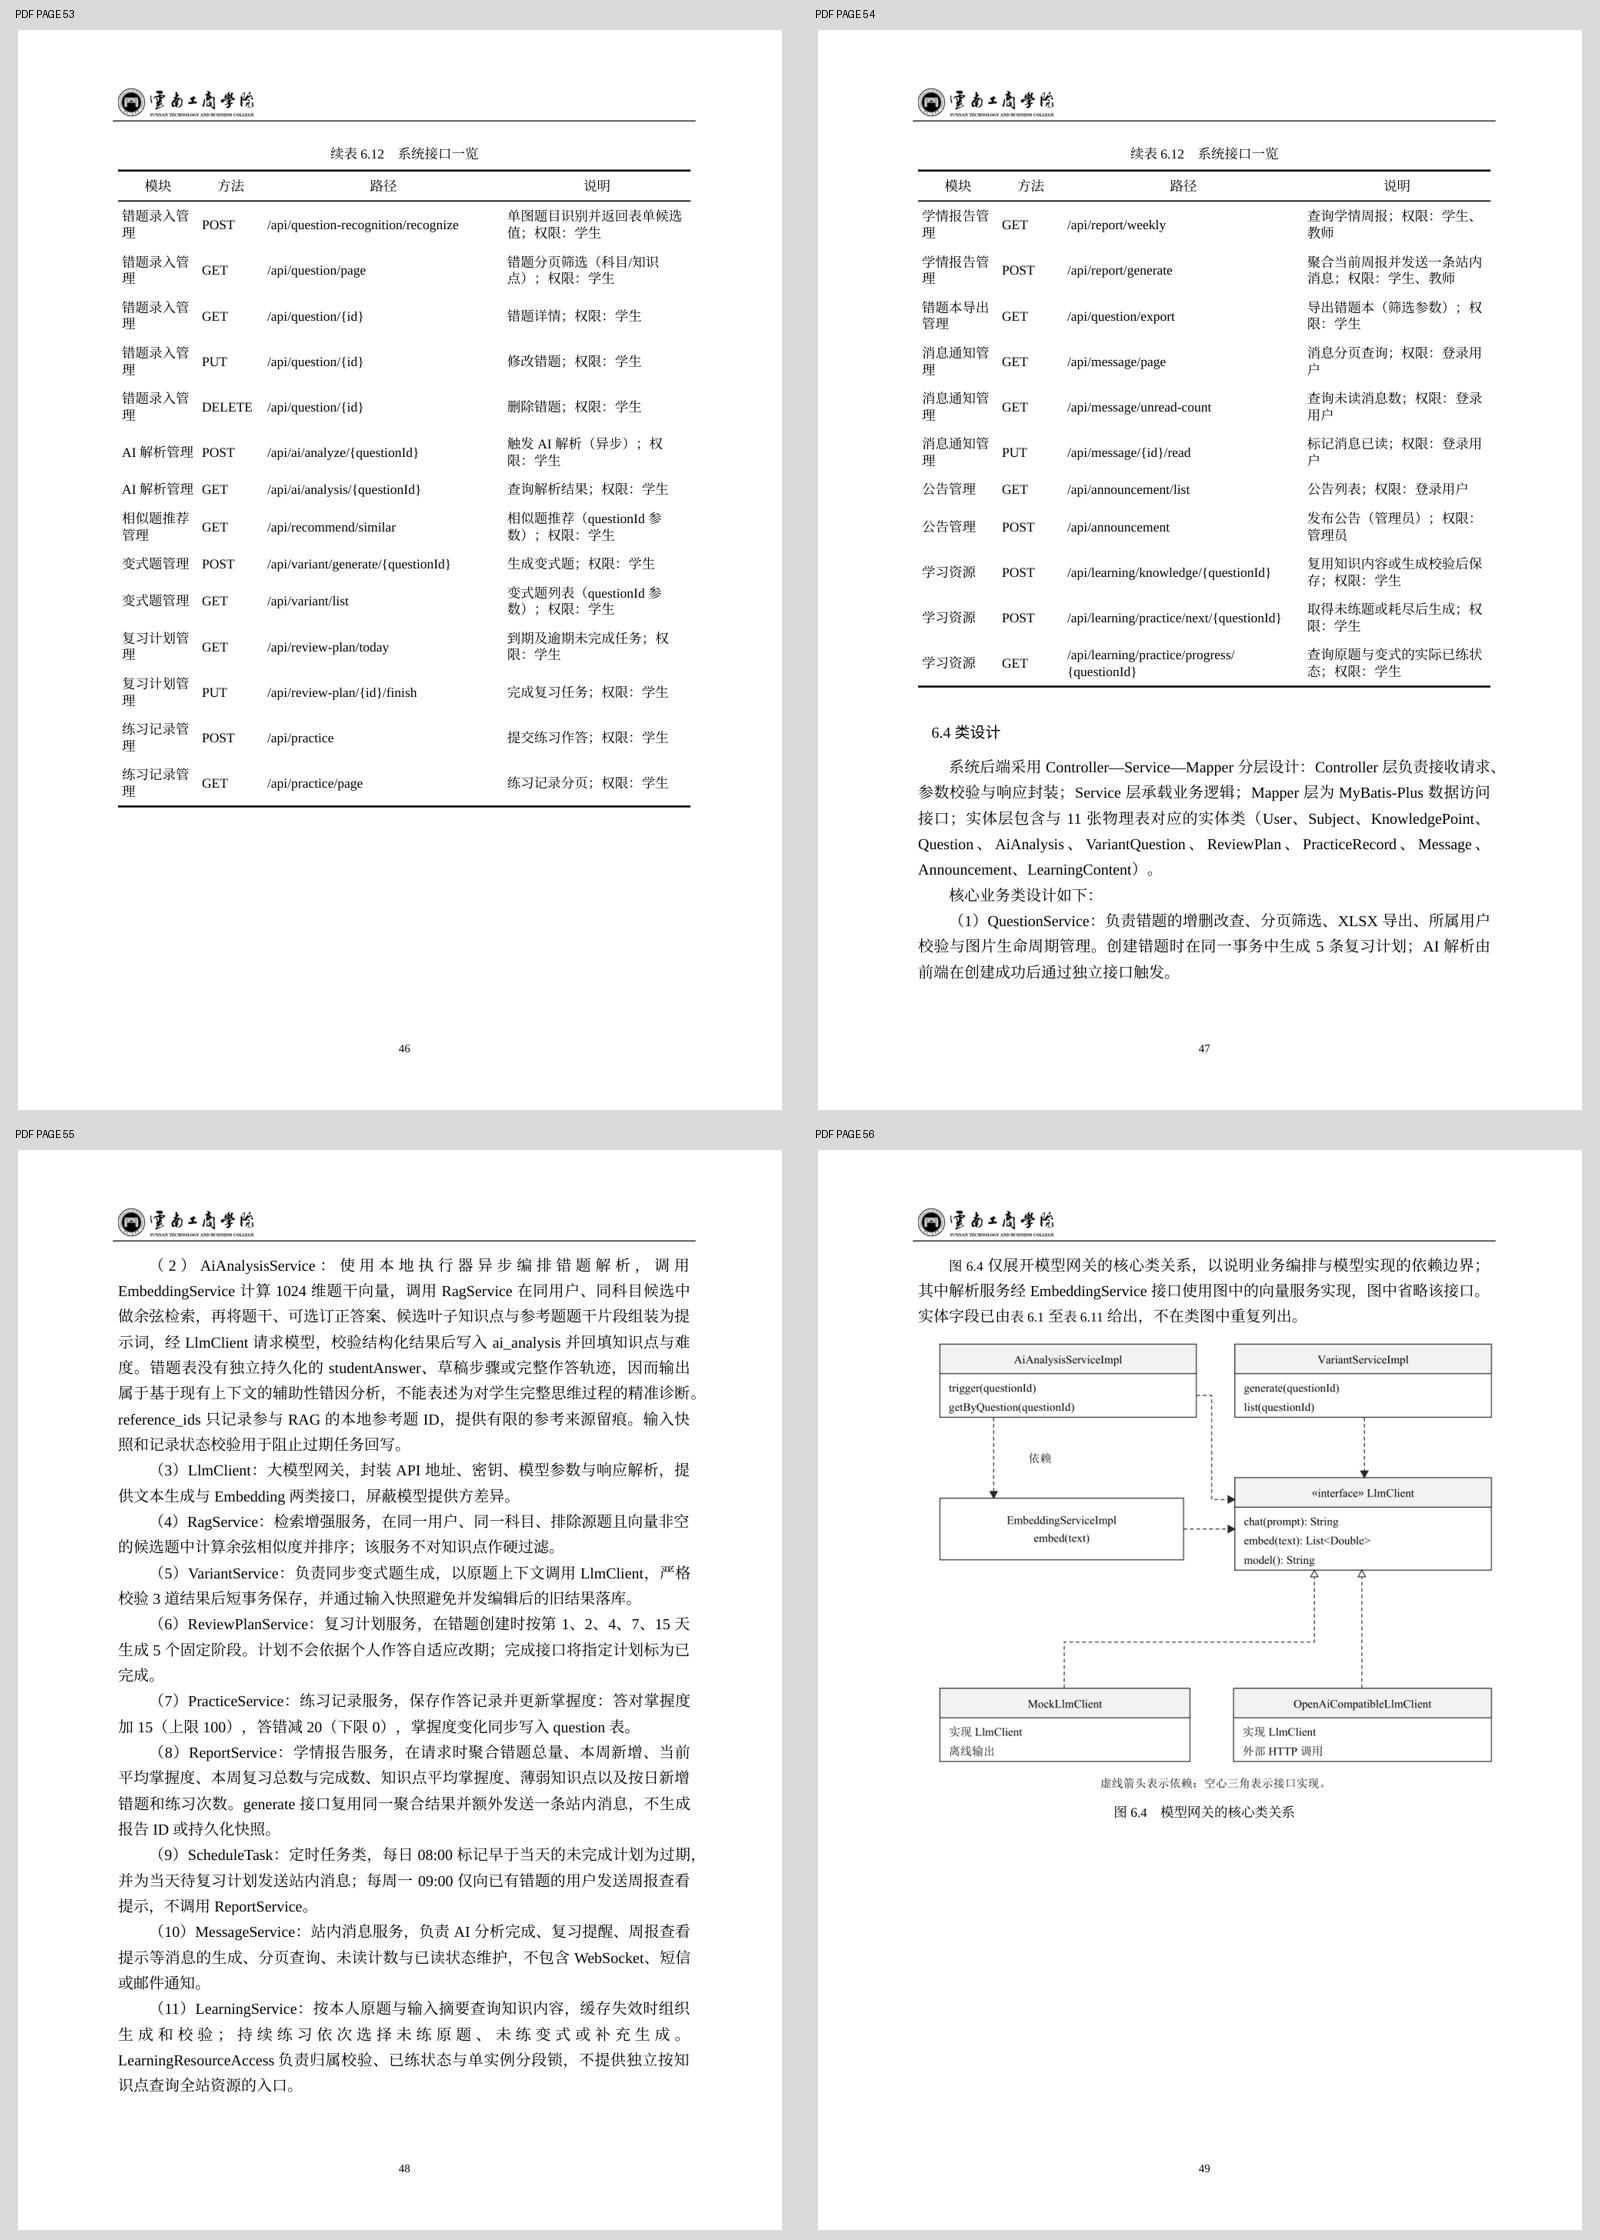 PDF PAGE 53
雲南工商學院
YUNNAN TECHNOLOGY AND BUSINESS COLLEGE
续表 6.12 系统接口一览
模块 方法 路径 说明
错题录入管理 POST /api/question-recognition/recognize 单图题目识别并返回表单候选值；权限：学生
错题录入管理 GET /api/question/page 错题分页筛选（科目/知识点）；权限：学生
错题录入管理 GET /api/question/{id} 错题详情；权限：学生
错题录入管理 PUT /api/question/{id} 修改错题；权限：学生
错题录入管理 DELETE /api/question/{id} 删除错题；权限：学生
AI 解析管理 POST /api/ai/analyze/{questionId} 触发 AI 解析（异步）；权限：学生
AI 解析管理 GET /api/ai/analysis/{questionId} 查询解析结果；权限：学生
相似题推荐管理 GET /api/recommend/similar 相似题推荐（questionId 参数）；权限：学生
变式题管理 POST /api/variant/generate/{questionId} 生成变式题；权限：学生
变式题管理 GET /api/variant/list 变式题列表（questionId 参数）；权限：学生
复习计划管理 GET /api/review-plan/today 到期及逾期未完成任务；权限：学生
复习计划管理 PUT /api/review-plan/{id}/finish 完成复习任务；权限：学生
练习记录管理 POST /api/practice 提交练习作答；权限：学生
练习记录管理 GET /api/practice/page 练习记录分页；权限：学生
46
PDF PAGE 54
雲南工商學院
YUNNAN TECHNOLOGY AND BUSINESS COLLEGE
续表 6.12 系统接口一览
模块 方法 路径 说明
学情报告管理 GET /api/report/weekly 查询学情周报；权限：学生、教师
学情报告管理 POST /api/report/generate 聚合当前周报并发送一条站内消息；权限：学生、教师
错题本导出管理 GET /api/question/export 导出错题本（筛选参数）；权限：学生
消息通知管理 GET /api/message/page 消息分页查询；权限：登录用户
消息通知管理 GET /api/message/unread-count 查询未读消息数；权限：登录用户
消息通知管理 PUT /api/message/{id}/read 标记消息已读；权限：登录用户
公告管理 GET /api/announcement/list 公告列表；权限：登录用户
公告管理 POST /api/announcement 发布公告（管理员）；权限：管理员
学习资源 POST /api/learning/knowledge/{questionId} 复用知识内容或生成校验后保存；权限：学生
学习资源 POST /api/learning/practice/next/{questionId} 取得未练题或耗尽后生成；权限：学生
学习资源 GET /api/learning/practice/progress/{questionId} 查询原题与变式的实际已练状态；权限：学生
6.4 类设计
系统后端采用 Controller—Service—Mapper 分层设计：Controller 层负责接收请求、
参数校验与响应封装；Service 层承载业务逻辑；Mapper 层为 MyBatis-Plus 数据访问
接口；实体层包含与 11 张物理表对应的实体类（User、Subject、KnowledgePoint、
Question、AiAnalysis、VariantQuestion、ReviewPlan、PracticeRecord、Message、
Announcement、LearningContent）。
核心业务类设计如下：
（1）QuestionService：负责错题的增删改查、分页筛选、XLSX 导出、所属用户
校验与图片生命周期管理。创建错题时在同一事务中生成 5 条复习计划；AI 解析由
前端在创建成功后通过独立接口触发。
47
PDF PAGE 55
雲南工商學院
YUNNAN TECHNOLOGY AND BUSINESS COLLEGE
（2）AiAnalysisService：使用本地执行器异步编排错题解析，调用
EmbeddingService 计算 1024 维题干向量，调用 RagService 在同用户、同科目候选中
做余弦检索，再将题干、可选订正答案、候选叶子知识点与参考题题干片段组装为提
示词，经 LlmClient 请求模型，校验结构化结果后写入 ai_analysis 并回填知识点与难
度。错题表没有独立持久化的 studentAnswer、草稿步骤或完整作答轨迹，因而输出
属于基于现有上下文的辅助性错因分析，不能表述为对学生完整思维过程的精准诊断。
reference_ids 只记录参与 RAG 的本地参考题 ID，提供有限的参考来源留痕。输入快
照和记录状态校验用于阻止过期任务回写。
（3）LlmClient：大模型网关，封装 API 地址、密钥、模型参数与响应解析，提
供文本生成与 Embedding 两类接口，屏蔽模型提供方差异。
（4）RagService：检索增强服务，在同一用户、同一科目、排除源题且向量非空
的候选题中计算余弦相似度并排序；该服务不对知识点作硬过滤。
（5）VariantService：负责同步变式题生成，以原题上下文调用 LlmClient，严格
校验 3 道结果后短事务保存，并通过输入快照避免并发编辑后的旧结果落库。
（6）ReviewPlanService：复习计划服务，在错题创建时按第 1、2、4、7、15 天
生成 5 个固定阶段。计划不会依据个人作答自适应改期；完成接口将指定计划标为已
完成。
（7）PracticeService：练习记录服务，保存作答记录并更新掌握度：答对掌握度
加 15（上限 100），答错减 20（下限 0），掌握度变化同步写入 question 表。
（8）ReportService：学情报告服务，在请求时聚合错题总量、本周新增、当前
平均掌握度、本周复习总数与完成数、知识点平均掌握度、薄弱知识点以及按日新增
错题和练习次数。generate 接口复用同一聚合结果并额外发送一条站内消息，不生成
报告 ID 或持久化快照。
（9）ScheduleTask：定时任务类，每日 08:00 标记早于当天的未完成计划为过期，
并为当天待复习计划发送站内消息；每周一 09:00 仅向已有错题的用户发送周报查看
提示，不调用 ReportService。
（10）MessageService：站内消息服务，负责 AI 分析完成、复习提醒、周报查看
提示等消息的生成、分页查询、未读计数与已读状态维护，不包含 WebSocket、短信
或邮件通知。
（11）LearningService：按本人原题与输入摘要查询知识内容，缓存失效时组织
生成和校验；持续练习依次选择未练原题、未练变式或补充生成。
LearningResourceAccess 负责归属校验、已练状态与单实例分段锁，不提供独立按知
识点查询全站资源的入口。
48
PDF PAGE 56
雲南工商學院
YUNNAN TECHNOLOGY AND BUSINESS COLLEGE
图 6.4 仅展开模型网关的核心类关系，以说明业务编排与模型实现的依赖边界；
其中解析服务经 EmbeddingService 接口使用图中的向量服务实现，图中省略该接口。
实体字段已由表 6.1 至表 6.11 给出，不在类图中重复列出。
AiAnalysisServiceImpl
trigger(questionId)
getByQuestion(questionId)
VariantServiceImpl
generate(questionId)
list(questionId)
依赖
EmbeddingServiceImpl
embed(text)
«interface» LlmClient
chat(prompt): String
embed(text): List<Double>
model(): String
MockLlmClient
实现 LlmClient
离线输出
OpenAiCompatibleLlmClient
实现 LlmClient
外部 HTTP 调用
虚线箭头表示依赖；空心三角表示接口实现。
图 6.4 模型网关的核心类关系
49